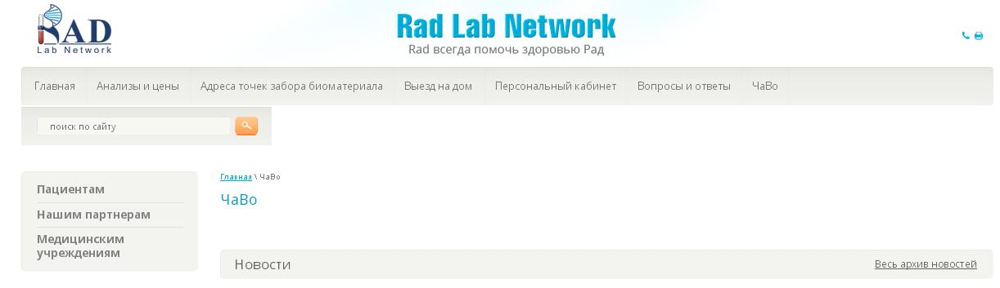 RAD
Lab Network
Rad Lab Network
Rad всегда помочь здоровью Рад
Главная Анализы и цены Адреса точек забора биоматериала Выезд на дом Персональный кабинет Вопросы и ответы ЧаВо
поиск по сайту
Пациентам
Нашим партнерам
Медицинским
учреждениям
Главная \ ЧаВо
ЧаВо
Новости Весь архив новостей